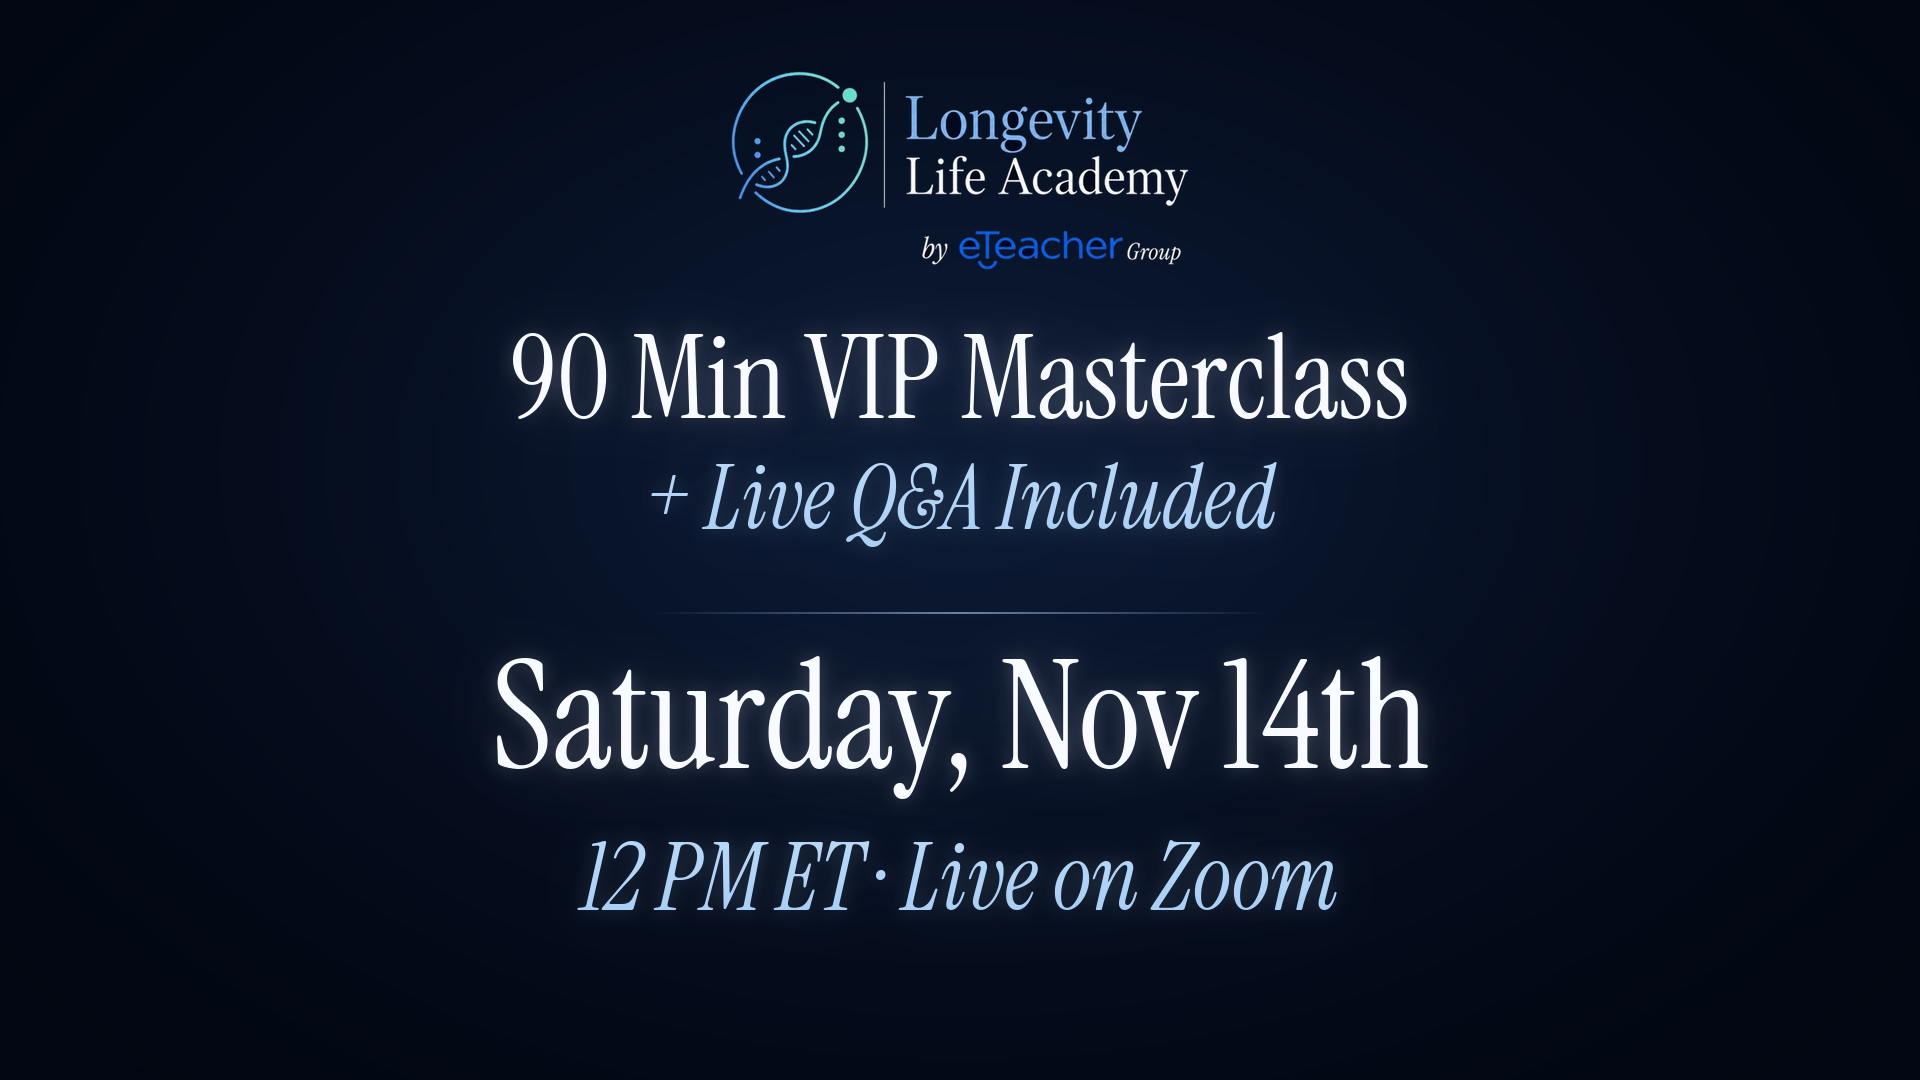 Longevity
Life Academy
by eTeacher Group
90 Min VIP Masterclass
+ Live Q&A Included
Saturday, Nov 14th
12 PM ET · Live on Zoom